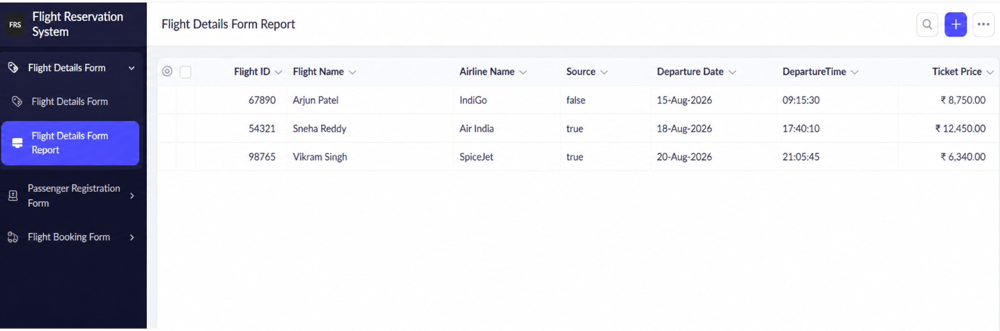 FRS
Flight Reservation
System
Flight Details Form
Flight Details Form
Flight Details Form
Report
Passenger Registration
Form
Flight Booking Form
Flight Details Form Report
Flight ID Flight Name Airline Name Source Departure Date DepartureTime Ticket Price
67890 Arjun Patel IndiGo false 15-Aug-2026 09:15:30 ₹ 8,750.00
54321 Sneha Reddy Air India true 18-Aug-2026 17:40:10 ₹ 12,450.00
98765 Vikram Singh SpiceJet true 20-Aug-2026 21:05:45 ₹ 6,340.00